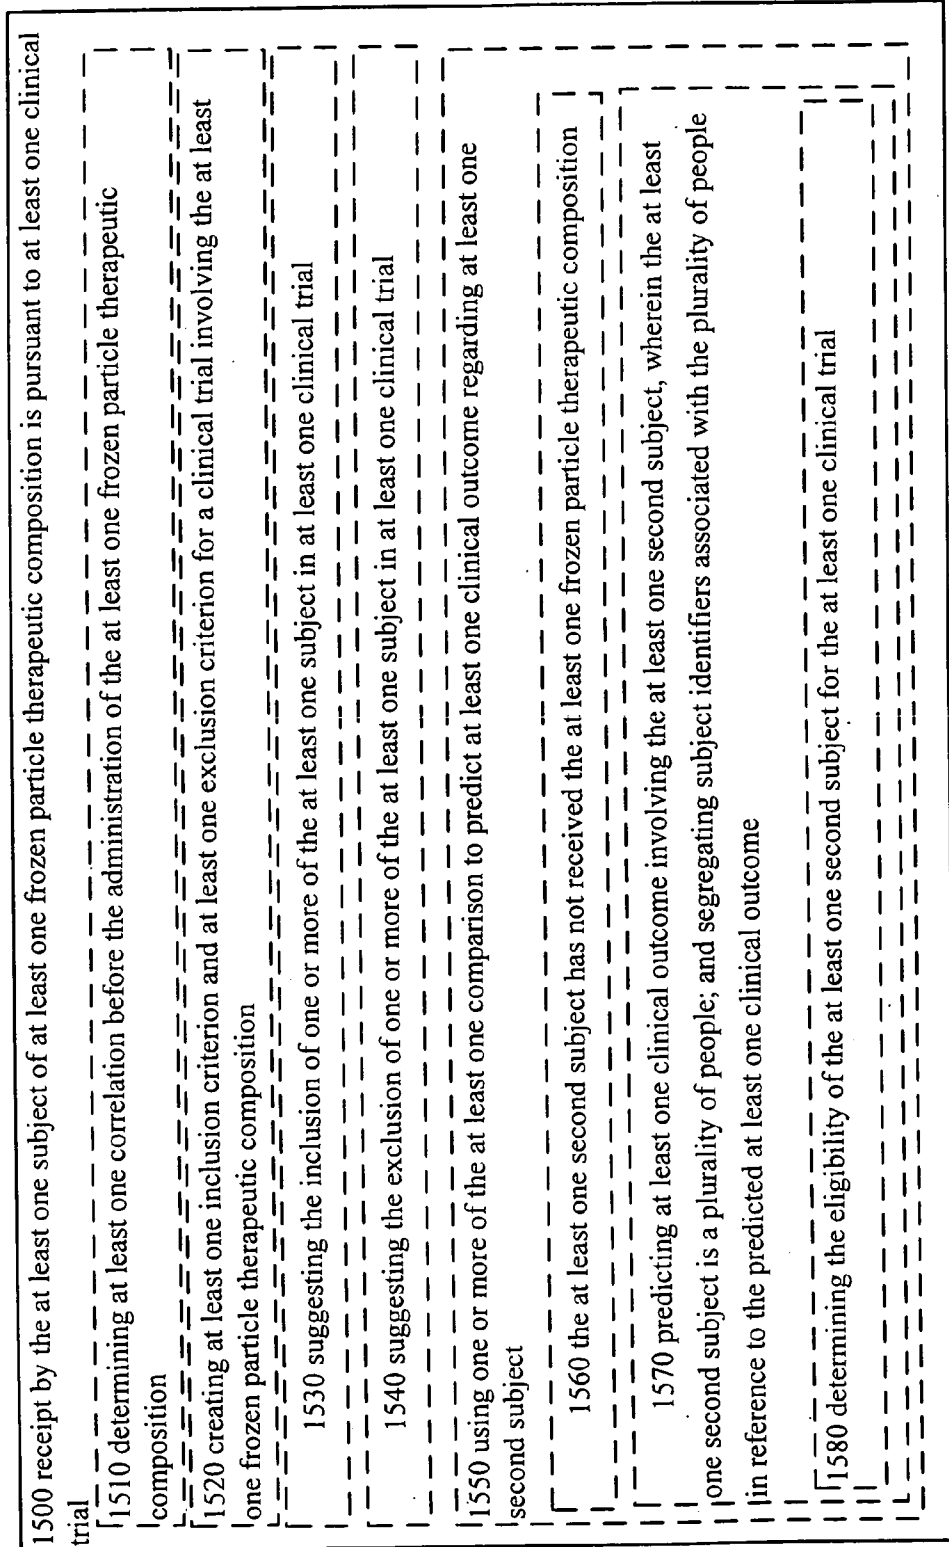 1500 receipt by the at least one subject of at least one frozen particle therapeutic composition is pursuant to at least one clinical
trial
1510 determining at least one correlation before the administration of the at least one frozen particle therapeutic
composition
1520 creating at least one inclusion criterion and at least one exclusion criterion for a clinical trial involving the at least
one frozen particle therapeutic composition
1530 suggesting the inclusion of one or more of the at least one subject in at least one clinical trial
1540 suggesting the exclusion of one or more of the at least one subject in at least one clinical trial
1550 using one or more of the at least one comparison to predict at least one clinical outcome regarding at least one
second subject
1560 the at least one second subject has not received the at least one frozen particle therapeutic composition
1570 predicting at least one clinical outcome involving the at least one second subject, wherein the at least
one second subject is a plurality of people; and segregating subject identifiers associated with the plurality of people
in reference to the predicted at least one clinical outcome
1580 determining the eligibility of the at least one second subject for the at least one clinical trial